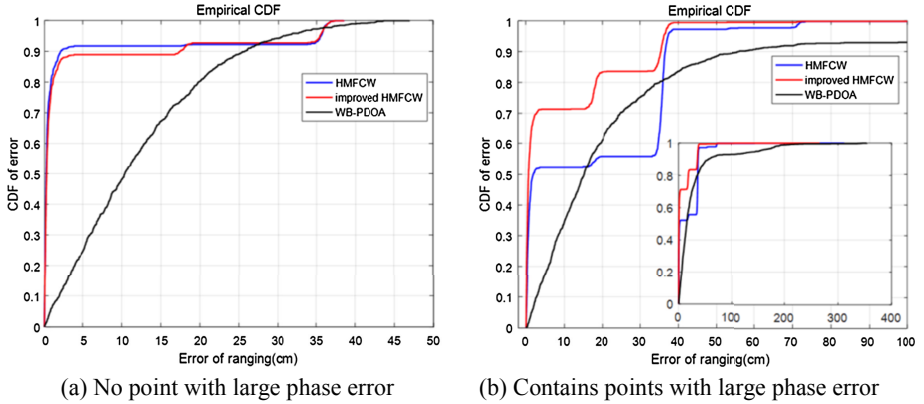 Empirical CDF
1
0.9
0.8
0.7
0.6
0.5
0.4
0.3
0.2
0.1
0
CDF of error
HMFCW
improved HMFCW
WB-PDOA
0 5 10 15 20 25 30 35 40 45 50
Error of ranging(cm)
(a) No point with large phase error
Empirical CDF
1
0.9
0.8
0.7
0.6
0.5
0.4
0.3
0.2
0.1
0
CDF of error
HMFCW
improved HMFCW
WB-PDOA
1
0.8
0.6
0.4
0.2
0
0 100 200 300 400
0 10 20 30 40 50 60 70 80 90 100
Error of ranging(cm)
(b) Contains points with large phase error